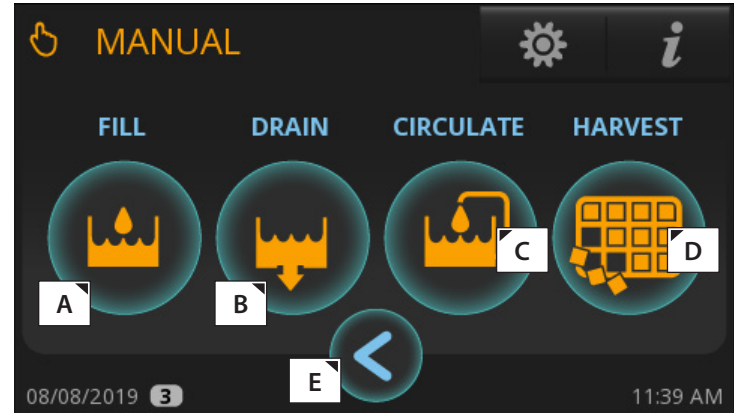 MANUAL i
FILL DRAIN CIRCULATE HARVEST
A B C D
E
08/08/2019 3 11:39 AM